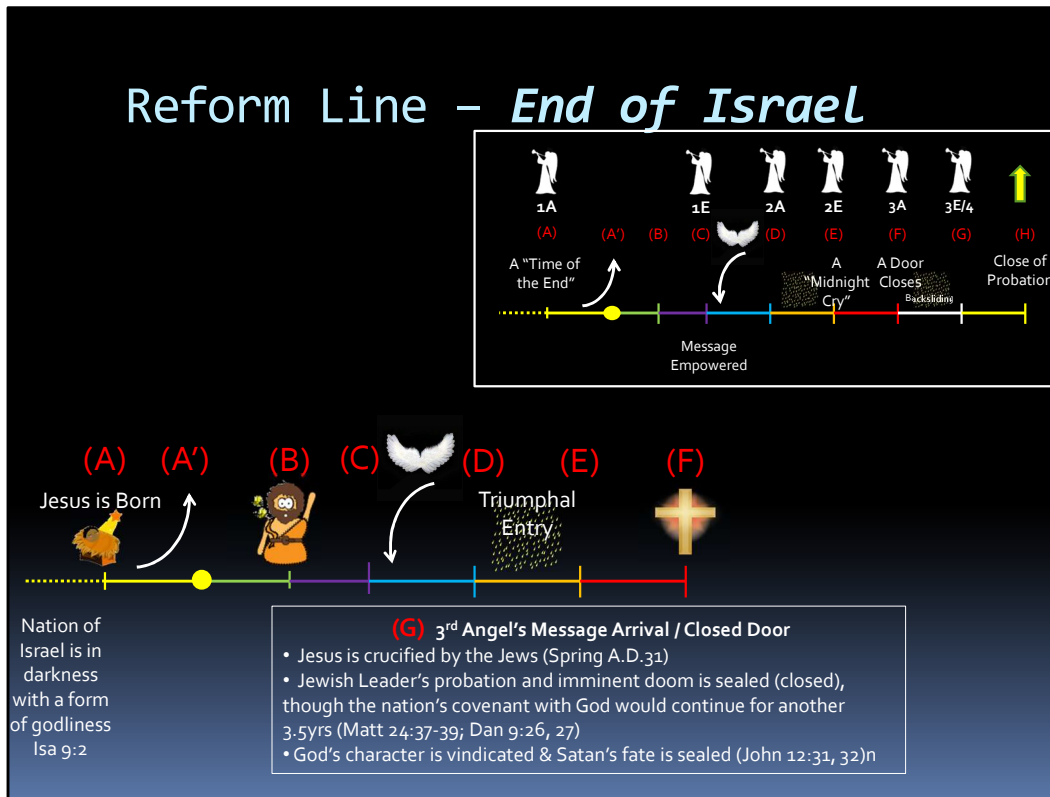 Reform Line – End of Israel
1A
1E
2A
2E
3A
3E/4
(A)
(A')
(B)
(C)
(D)
(E)
(F)
(G)
(H)
A "Time of
the End"
A
"Midnight
Cry"
A Door
Closes
Backsliding
Close of
Probation
Message
Empowered
(A)
(A')
(B)
(C)
(D)
(E)
(F)
Jesus is Born
Triumphal
Entry
Nation of
Israel is in
darkness
with a form
of godliness
Isa 9:2
(G) 3rd Angel's Message Arrival / Closed Door
• Jesus is crucified by the Jews (Spring A.D.31)
• Jewish Leader's probation and imminent doom is sealed (closed),
though the nation's covenant with God would continue for another
3.5yrs (Matt 24:37-39; Dan 9:26, 27)
• God's character is vindicated & Satan's fate is sealed (John 12:31, 32)n